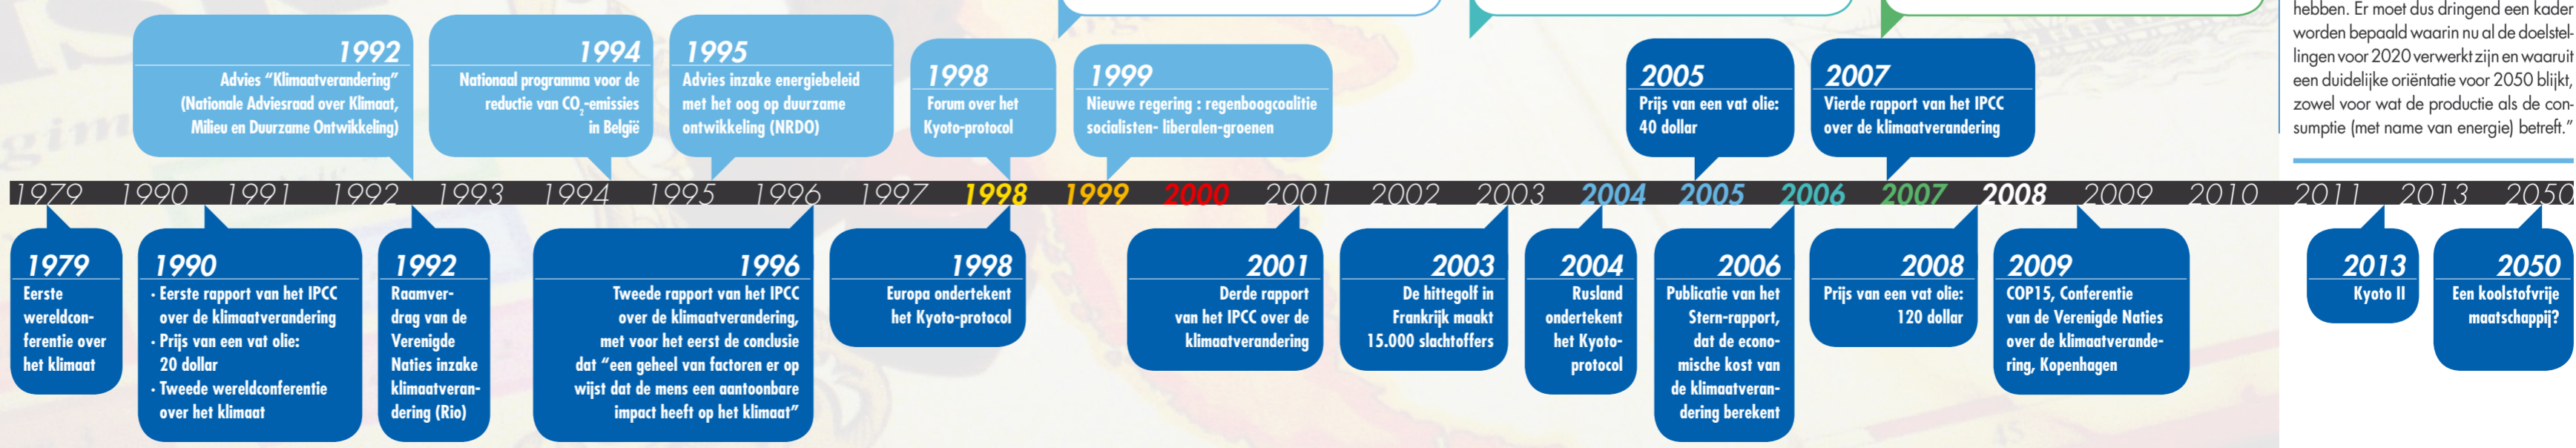 1992
Advies “Klimaatverandering”
(Nationale Adviesraad over Klimaat,
Milieu en Duurzame Ontwikkeling)
1994
Nationaal programma voor de
reductie van CO₂-emissies
in België
1995
Advies inzake energiebeleid
met het oog op duurzame
ontwikkeling (NRDO)
1998
Forum over het
Kyoto-protocol
1999
Nieuwe regering : regenboogcoalitie
socialisten- liberalen-groenen
2005
Prijs van een vat olie:
40 dollar
2007
Vierde rapport van het IPCC
over de klimaatverandering
hebben. Er moet dus dringend een kader
worden bepaald waarin nu al de doelstel-
lingen voor 2020 verwerkt zijn en waaruit
een duidelijke oriëntatie voor 2050 blijkt,
zowel voor wat de productie als de con-
sumptie (met name van energie) betreft.”
1979 1990 1991 1992 1993 1994 1995 1996 1997 1998 1999 2000 2001 2002 2003 2004 2005 2006 2007 2008 2009 2010 2011 2013 2050
1979
Eerste
wereldcon-
ferentie over
het klimaat
1990
· Eerste rapport van het IPCC
over de klimaatverandering
· Prijs van een vat olie:
20 dollar
· Tweede wereldconferentie
over het klimaat
1992
Raamver-
drag van de
Verenigde
Naties inzake
klimaatveran-
dering (Rio)
1996
Tweede rapport van het IPCC
over de klimaatverandering,
met voor het eerst de conclusie
dat “een geheel van factoren er op
wijst dat de mens een aantoonbare
impact heeft op het klimaat”
1998
Europa ondertekent
het Kyoto-protocol
2001
Derde rapport
van het IPCC over de
klimaatverandering
2003
De hittegolf in
Frankrijk maakt
15.000 slachtoffers
2004
Rusland
ondertekent
het Kyoto-
protocol
2006
Publicatie van het
Stern-rapport,
dat de econo-
mische kost van
de klimaatveran-
dering berekent
2008
Prijs van een vat olie:
120 dollar
2009
COP15, Conferentie
van de Verenigde Naties
over de klimaatverande-
ring, Kopenhagen
2013
Kyoto II
2050
Een koolstofvrije
maatschappij?